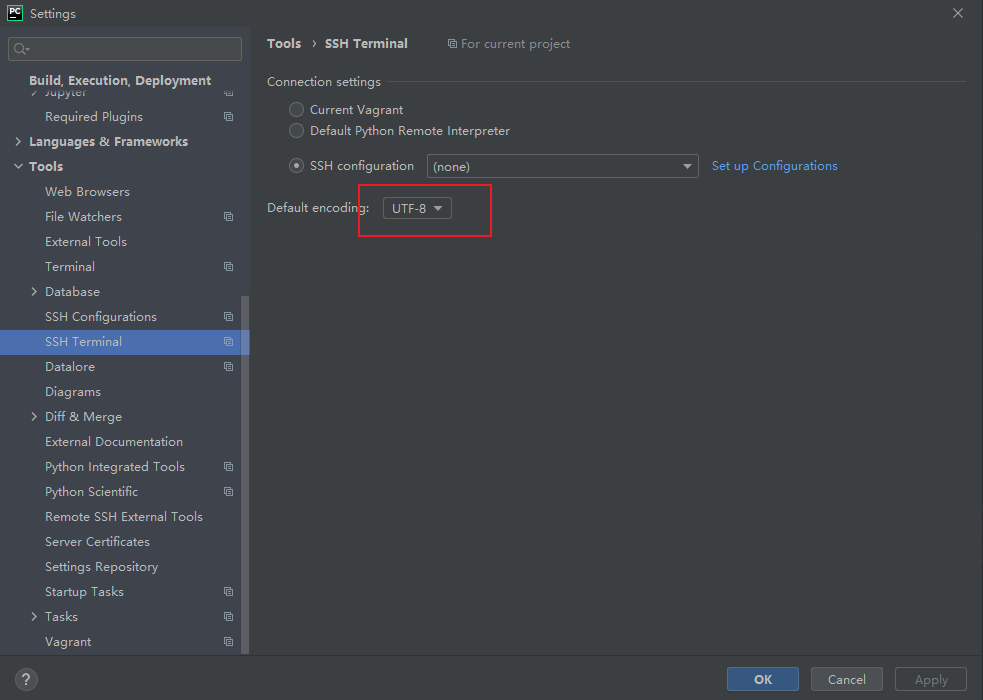 PC Settings
Build, Execution, Deployment
Jupyter
Required Plugins
Languages & Frameworks
Tools
Web Browsers
File Watchers
External Tools
Terminal
Database
SSH Configurations
SSH Terminal
Datalore
Diagrams
Diff & Merge
External Documentation
Python Integrated Tools
Python Scientific
Remote SSH External Tools
Server Certificates
Settings Repository
Startup Tasks
Tasks
Vagrant
Tools › SSH Terminal For current project
Connection settings
Current Vagrant
Default Python Remote Interpreter
SSH configuration (none) Set up Configurations
Default encoding: UTF-8
? OK Cancel Apply